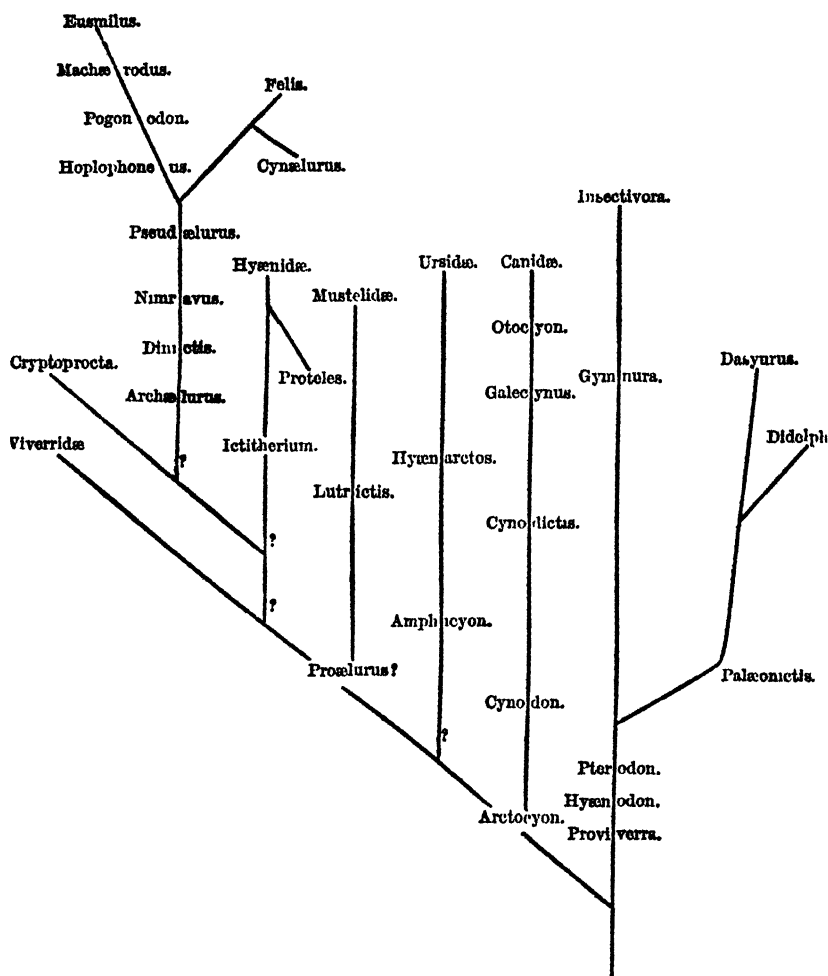 Eusmilus.
Machærodus.
Felis.
Pogonodon.
Hoplophoneus.
Cynælurus.
Insectivora.
Pseudælurus.
Hyænidæ.
Ursidæ.
Canidæ.
Nimravus.
Mustelidæ.
Otocyon.
Dinictis.
Cryptoprocta.
Dasyurus.
Proteles.
Gymnura.
Archælurus.
Galecynus.
Viverridæ
Ictitherium.
Didelph
?
Hyænarctos.
Lutrictis.
Cynodictis.
?
?
Amphicyon.
Proælurus?
Palæonictis.
Cynodon.
?
Pterodon.
Hyænodon.
Arctocyon.
Proviverra.